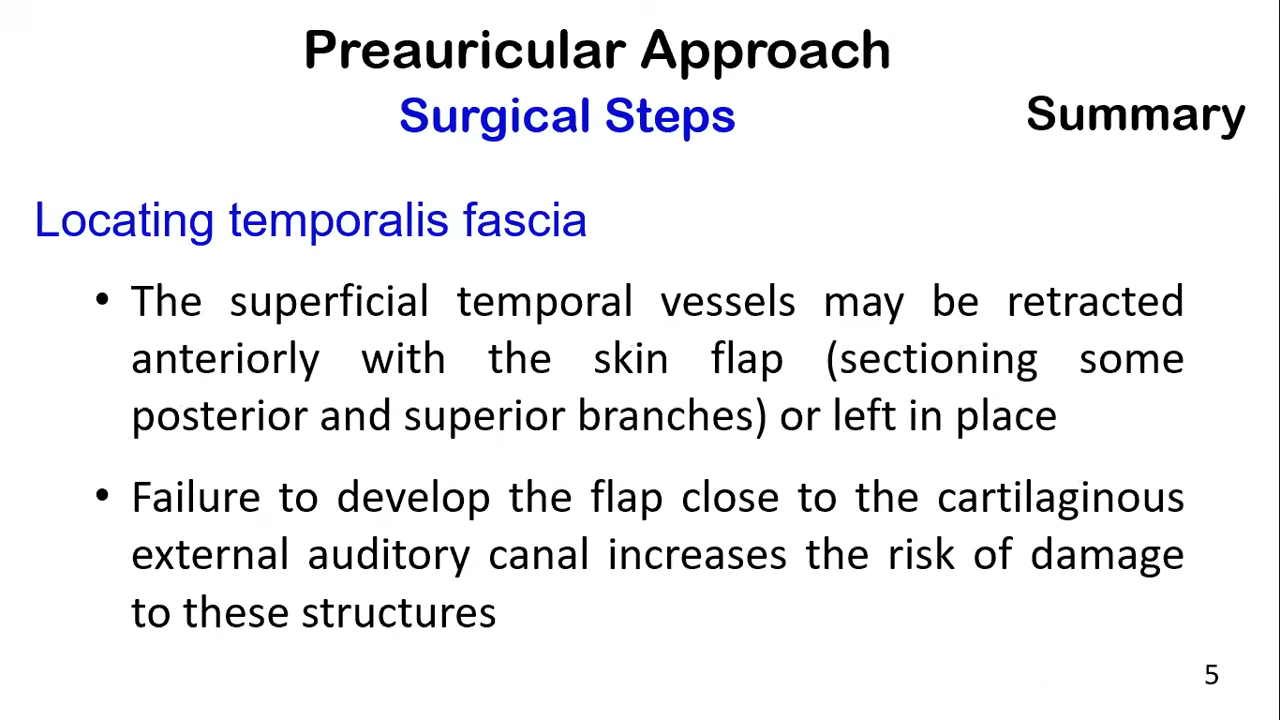 Preauricular Approach
Surgical Steps
Summary
Locating temporalis fascia
• The superficial temporal vessels may be retracted
anteriorly with the skin flap (sectioning some
posterior and superior branches) or left in place
• Failure to develop the flap close to the cartilaginous
external auditory canal increases the risk of damage
to these structures
5